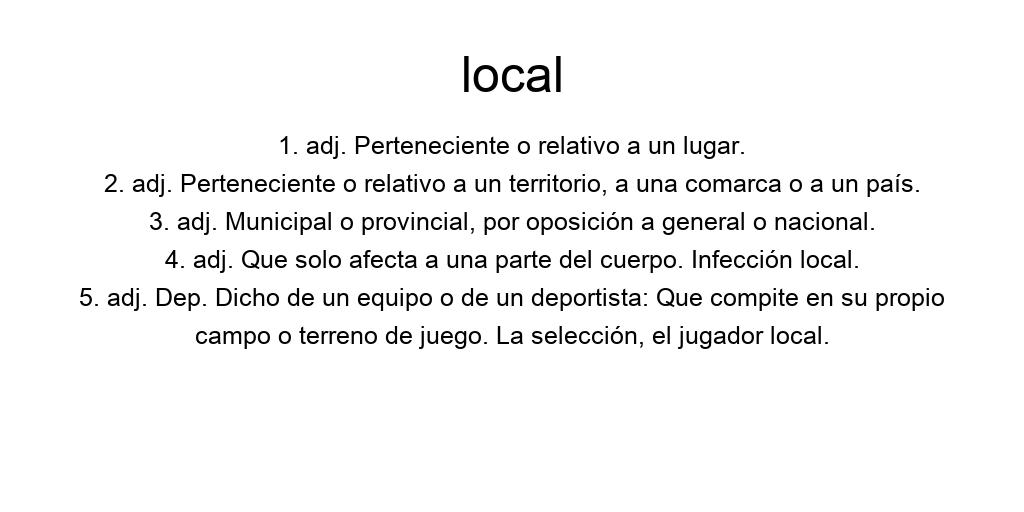 local
1. adj. Perteneciente o relativo a un lugar.
2. adj. Perteneciente o relativo a un territorio, a una comarca o a un país.
3. adj. Municipal o provincial, por oposición a general o nacional.
4. adj. Que solo afecta a una parte del cuerpo. Infección local.
5. adj. Dep. Dicho de un equipo o de un deportista: Que compite en su propio
campo o terreno de juego. La selección, el jugador local.